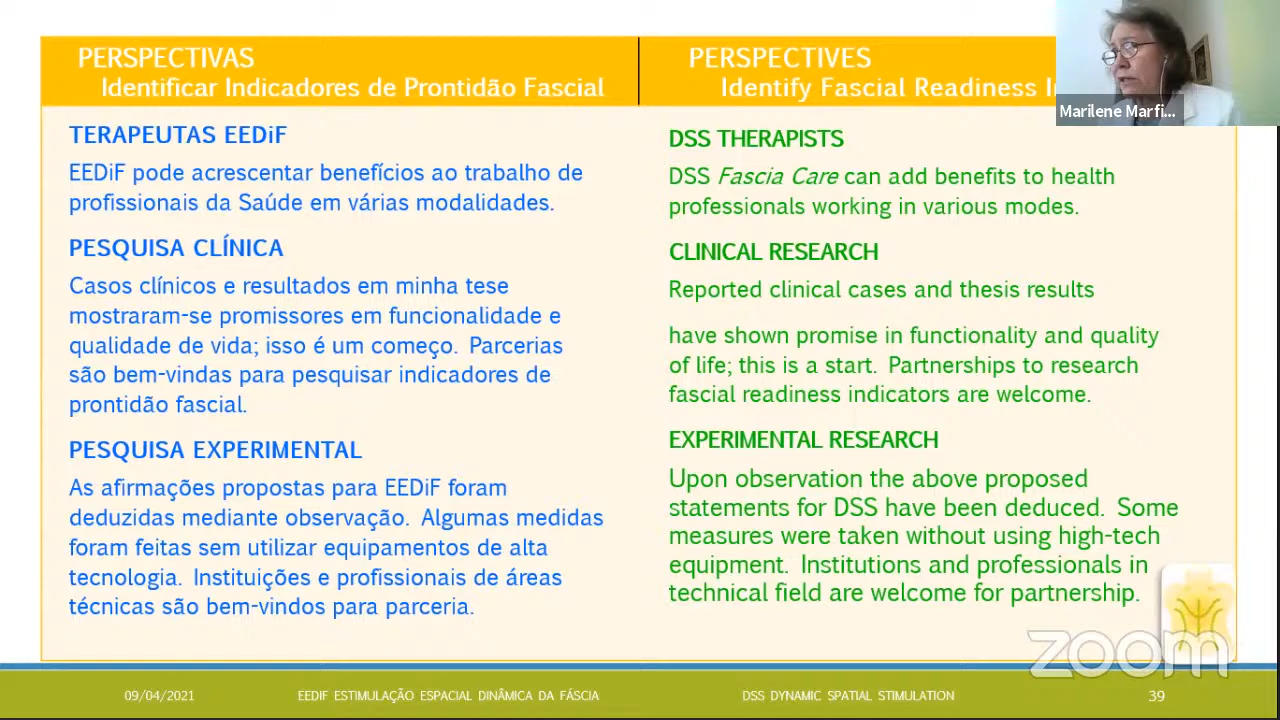 PERSPECTIVAS
Identificar Indicadores de Prontidão Fascial
TERAPEUTAS EEDiF
EEDiF pode acrescentar benefícios ao trabalho de
profissionais da Saúde em várias modalidades.
PESQUISA CLÍNICA
Casos clínicos e resultados em minha tese
mostraram-se promissores em funcionalidade e
qualidade de vida; isso é um começo. Parcerias
são bem-vindas para pesquisar indicadores de
prontidão fascial.
PESQUISA EXPERIMENTAL
As afirmações propostas para EEDiF foram
deduzidas mediante observação. Algumas medidas
foram feitas sem utilizar equipamentos de alta
tecnologia. Instituições e profissionais de áreas
técnicas são bem-vindos para parceria.
PERSPECTIVES
Identify Fascial Readiness
Marilene Marfi...
DSS THERAPISTS
DSS Fascia Care can add benefits to health
professionals working in various modes.
CLINICAL RESEARCH
Reported clinical cases and thesis results
have shown promise in functionality and quality
of life; this is a start. Partnerships to research
fascial readiness indicators are welcome.
EXPERIMENTAL RESEARCH
Upon observation the above proposed
statements for DSS have been deduced. Some
measures were taken without using high-tech
equipment. Institutions and professionals in
technical field are welcome for partnership.
zoom
09/04/2021
EEDIF ESTIMULAÇÃO ESPACIAL DINÂMICA DA FÁSCIA
DSS DYNAMIC SPATIAL STIMULATION
39